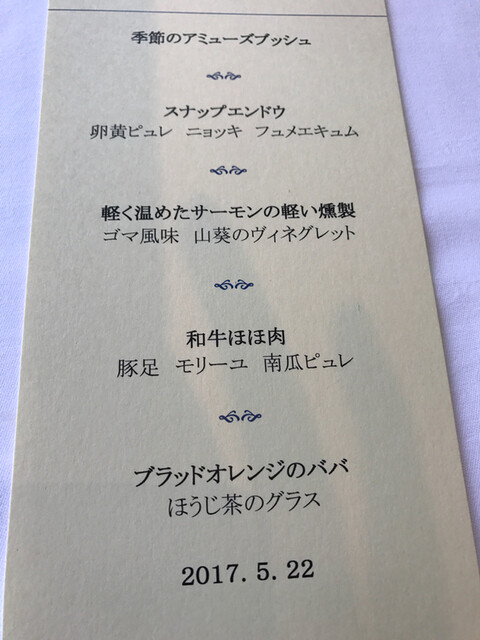 季節のアミューズブッシュ
スナップエンドウ
卵黄ピュレ ニョッキ フュメエキュム
軽く温めたサーモンの軽い燻製
ゴマ風味 山葵のヴィネグレット
和牛ほほ肉
豚足 モリーユ 南瓜ピュレ
ブラッドオレンジのババ
ほうじ茶のグラス
2017. 5. 22